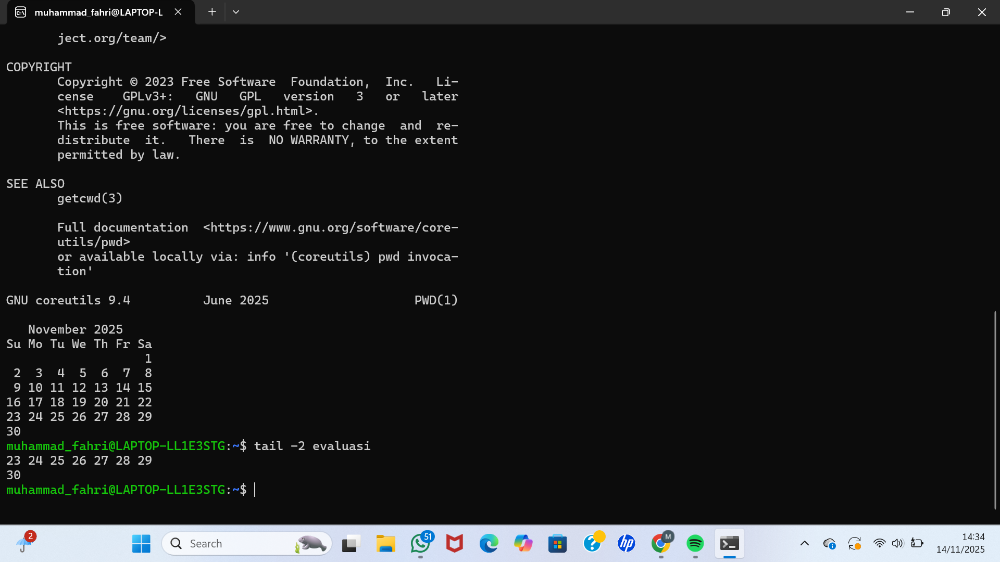 muhammad_fahri@LAPTOP-L
ject.org/team/>
COPYRIGHT
Copyright © 2023 Free Software  Foundation,  Inc.   Li-
cense    GPLv3+:   GNU   GPL   version   3   or   later
<https://gnu.org/licenses/gpl.html>.
This is free software: you are free to change  and  re-
distribute  it.   There  is  NO WARRANTY, to the extent
permitted by law.
SEE ALSO
getcwd(3)
Full documentation  <https://www.gnu.org/software/core-
utils/pwd>
or available locally via: info '(coreutils) pwd invoca-
tion'
GNU coreutils 9.4          June 2025                    PWD(1)
November 2025
Su Mo Tu We Th Fr Sa
1
2  3  4  5  6  7  8
9 10 11 12 13 14 15
16 17 18 19 20 21 22
23 24 25 26 27 28 29
30
muhammad_fahri@LAPTOP-LL1E3STG:~$ tail -2 evaluasi
23 24 25 26 27 28 29
30
muhammad_fahri@LAPTOP-LL1E3STG:~$
2
Search
51
hp
M
14:34
14/11/2025